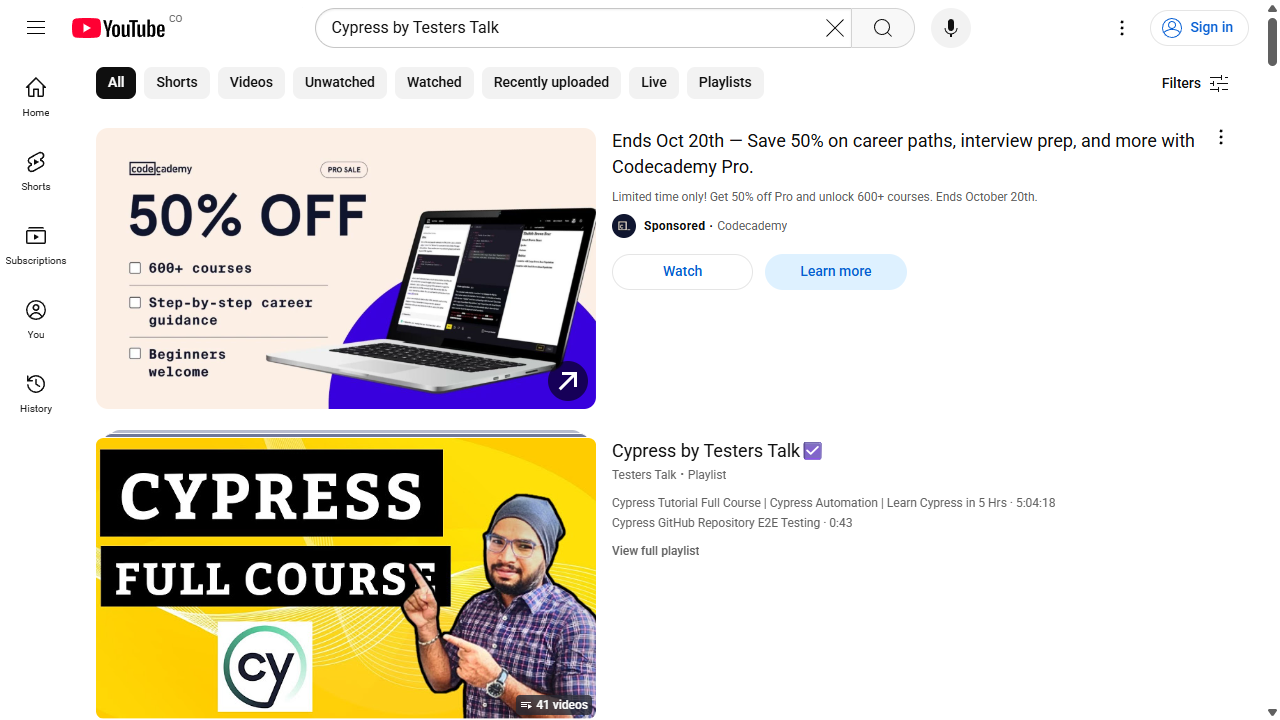 YouTube CO
Cypress by Testers Talk
Sign in
All
Shorts
Videos
Unwatched
Watched
Recently uploaded
Live
Playlists
Filters
Home
Shorts
Subscriptions
You
History
codecademy
PRO SALE
50% OFF
600+ courses
Step-by-step career
guidance
Beginners
welcome
Ends Oct 20th — Save 50% on career paths, interview prep, and more with
Codecademy Pro.
Limited time only! Get 50% off Pro and unlock 600+ courses. Ends October 20th.
Sponsored · Codecademy
Watch
Learn more
CYPRESS
FULL COURSE
cy
41 videos
Cypress by Testers Talk ☑
Testers Talk • Playlist
Cypress Tutorial Full Course | Cypress Automation | Learn Cypress in 5 Hrs · 5:04:18
Cypress GitHub Repository E2E Testing · 0:43
View full playlist